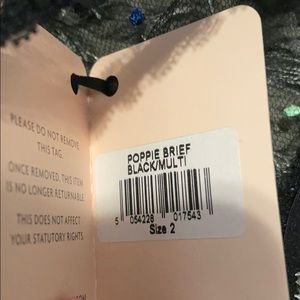 PLEASE DO NOT REMOVE
THIS TAG.
ONCE REMOVED, THIS ITEM
IS NO LONGER RETURNABLE
THIS DOES NOT AFFECT
YOUR STATUTORY RIGHTS
POPPIE BRIEF
BLACK/MULTI
5 054228 017543
Size 2